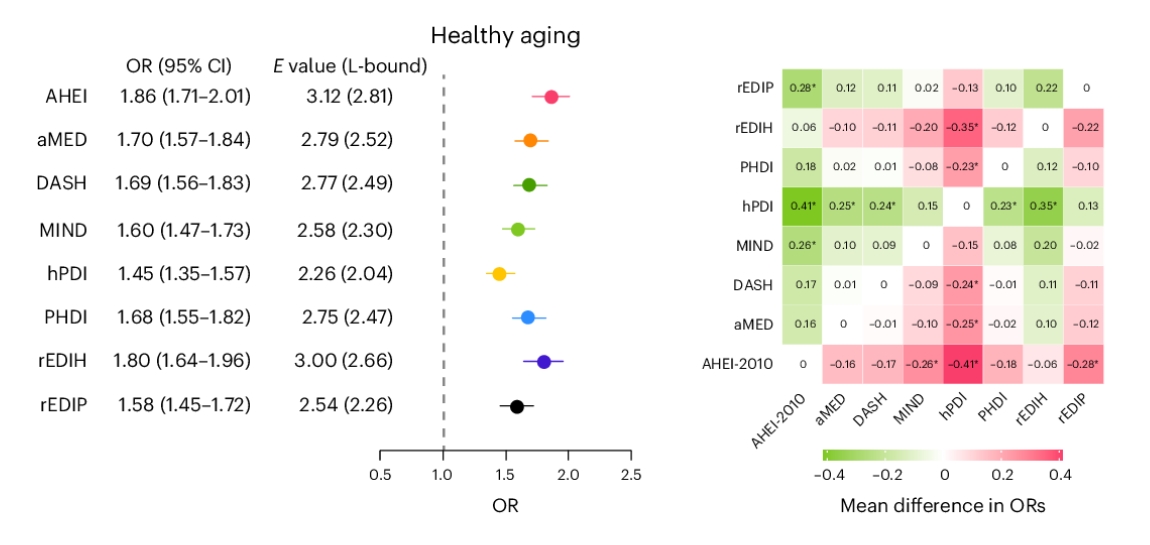 Healthy aging
OR (95% CI) E value (L-bound)
AHEI 1.86 (1.71–2.01) 3.12 (2.81)
aMED 1.70 (1.57–1.84) 2.79 (2.52)
DASH 1.69 (1.56–1.83) 2.77 (2.49)
MIND 1.60 (1.47–1.73) 2.58 (2.30)
hPDI 1.45 (1.35–1.57) 2.26 (2.04)
PHDI 1.68 (1.55–1.82) 2.75 (2.47)
rEDIH 1.80 (1.64–1.96) 3.00 (2.66)
rEDIP 1.58 (1.45–1.72) 2.54 (2.26)
0.5 1.0 1.5 2.0 2.5
OR
rEDIP 0.28* 0.12 0.11 0.02 −0.13 0.10 0.22 0
rEDIH 0.06 −0.10 −0.11 −0.20 −0.35* −0.12 0 −0.22
PHDI 0.18 0.02 0.01 −0.08 −0.23* 0 0.12 −0.10
hPDI 0.41* 0.25* 0.24* 0.15 0 0.23* 0.35* 0.13
MIND 0.26* 0.10 0.09 0 −0.15 0.08 0.20 −0.02
DASH 0.17 0.01 0 −0.09 −0.24* −0.01 0.11 −0.11
aMED 0.16 0 −0.01 −0.10 −0.25* −0.02 0.10 −0.12
AHEI-2010 0 −0.16 −0.17 −0.26* −0.41* −0.18 −0.06 −0.28*
AHEI-2010 aMED DASH MIND hPDI PHDI rEDIH rEDIP
−0.4 −0.2 0 0.2 0.4
Mean difference in ORs